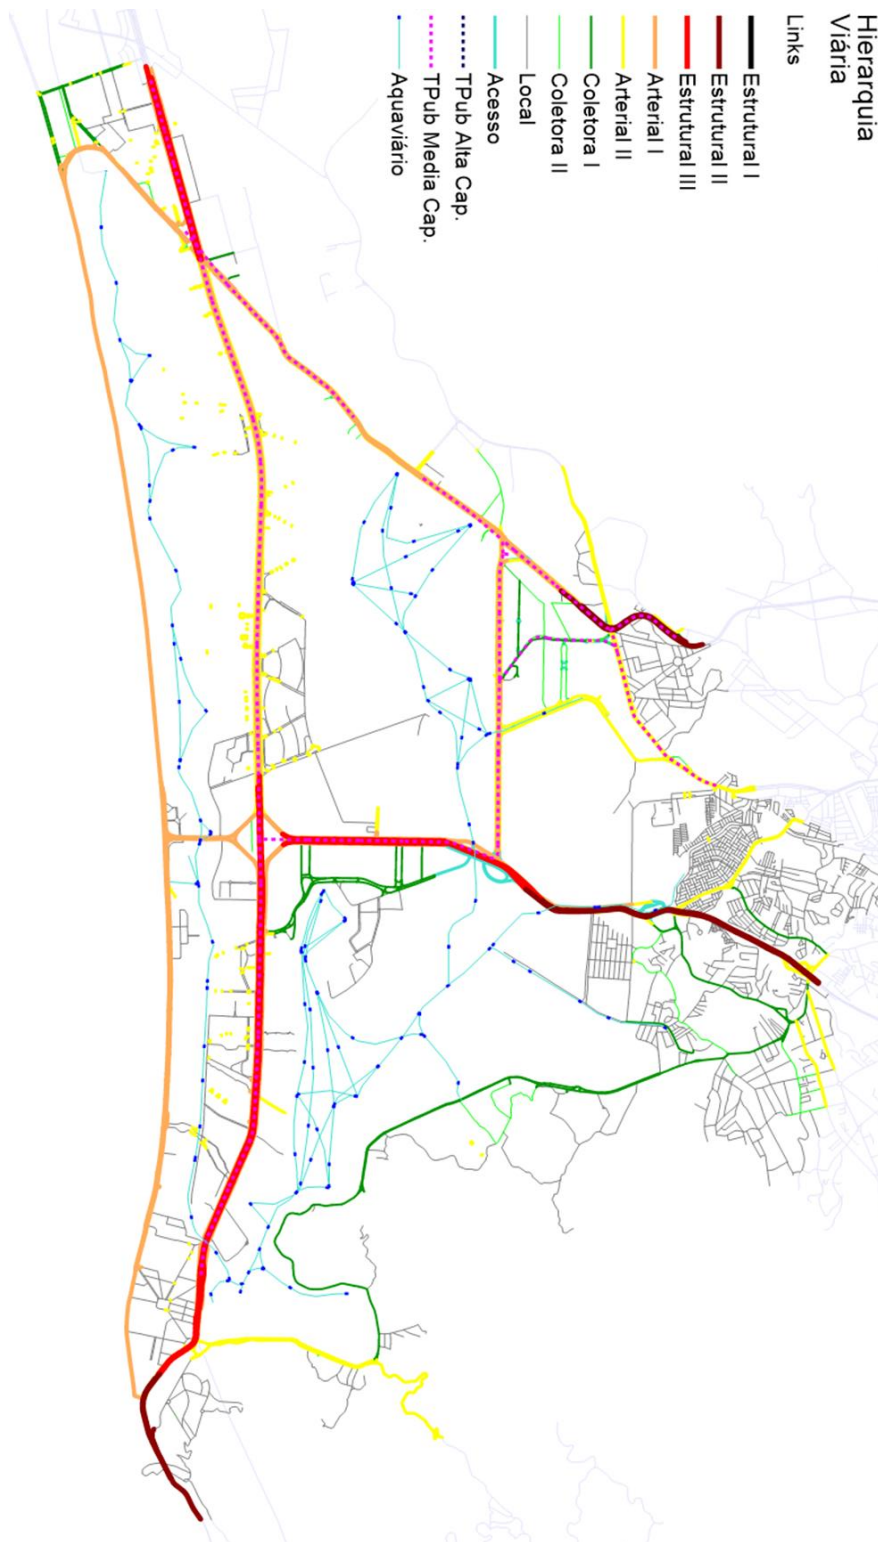 Hierarquia
Viária
Links
Estrutural I
Estrutural II
Estrutural III
Arterial I
Arterial II
Coletora I
Coletora II
Local
Acesso
TPub Alta Cap.
TPub Media Cap.
Aquaviário